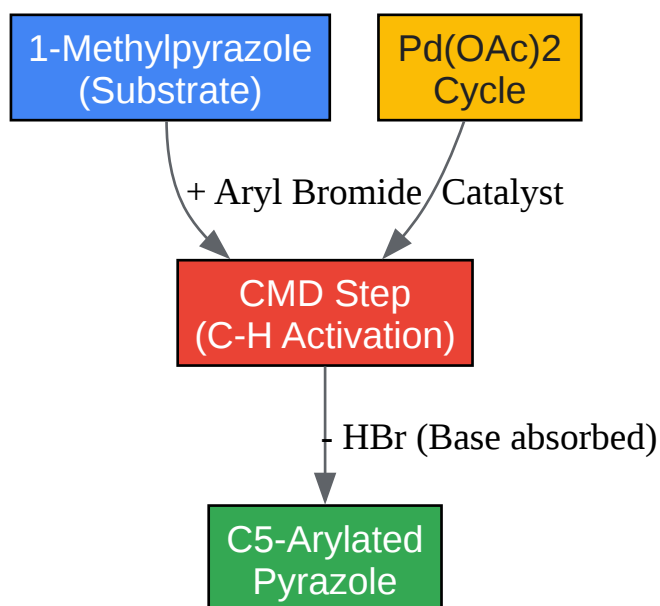 1-Methylpyrazole
(Substrate)
Pd(OAc)2
Cycle
+ Aryl Bromide
Catalyst
CMD Step
(C-H Activation)
- HBr (Base absorbed)
C5-Arylated
Pyrazole